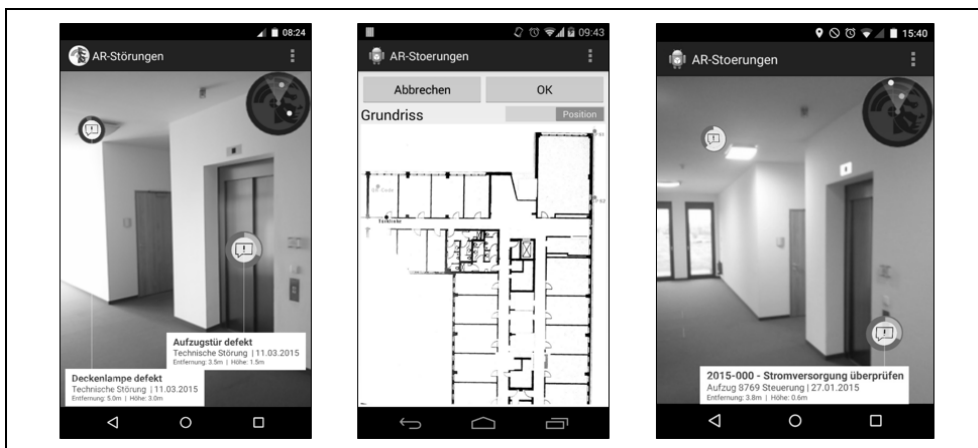 08:24
AR-Störungen
Aufzugstür defekt
Technische Störung | 11.03.2015
Entfernung: 3.5m | Höhe: 1.5m
Deckenlampe defekt
Technische Störung | 11.03.2015
Entfernung: 5.0m | Höhe: 3.0m
09:43
AR-Stoerungen
Abbrechen
OK
Grundriss
Position
15:40
AR-Stoerungen
2015-000 - Stromversorgung überprüfen
Aufzug 8769 Steuerung | 27.01.2015
Entfernung: 3.8m | Höhe: 0.6m